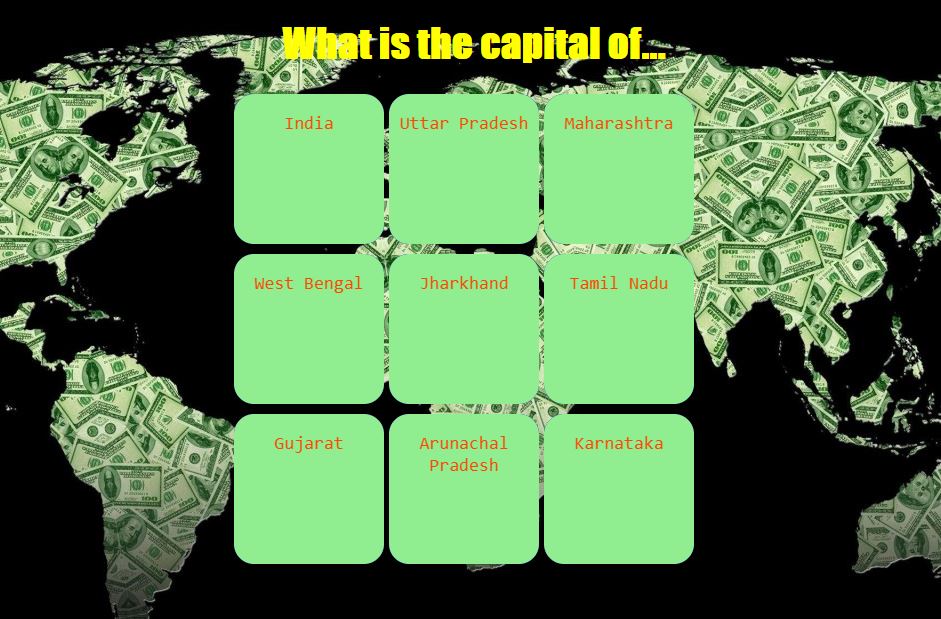 What is the capital of...
India
Uttar Pradesh
Maharashtra
West Bengal
Jharkhand
Tamil Nadu
Gujarat
Arunachal
Pradesh
Karnataka